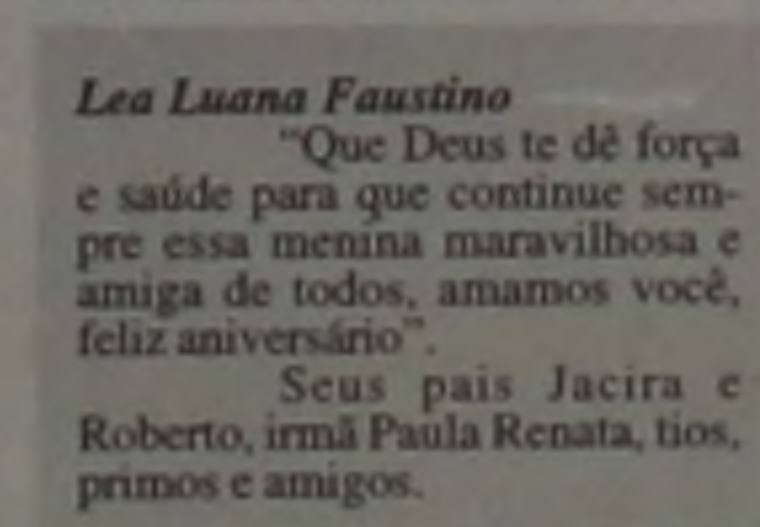 Lea Luana Faustino
"Que Deus te dê força
e saúde para que continue sem-
pre essa menina maravilhosa e
amiga de todos, amamos você,
feliz aniversário".
Seus pais Jacira e
Roberto, irmã Paula Renata, tios,
primos e amigos.